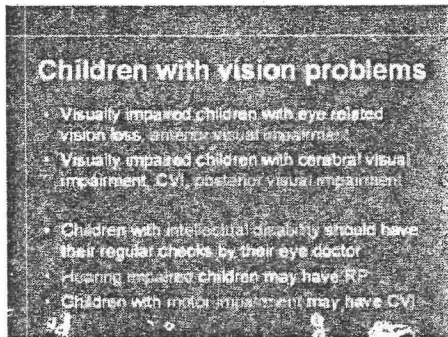 Children with vision problems
• Visually impaired children with eye related
vision loss, anterior visual impairment
• Visually impaired children with cerebral visual
impairment, CVI, posterior visual impairment
• Children with intellectual disability should have
their regular checks by their eye doctor
• Hearing impaired children may have RP
• Children with motor impairment may have CVI